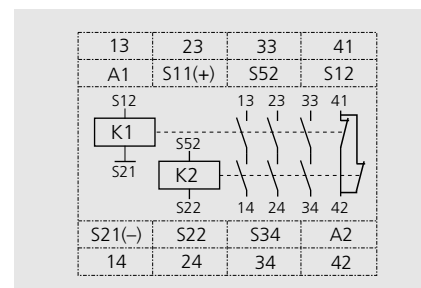 13 23 33 41
A1 S11(+) S52 S12
S12 13 23 33 41
K1
S52
S21 K2
S22 14 24 34 42
S21(–) S22 S34 A2
14 24 34 42